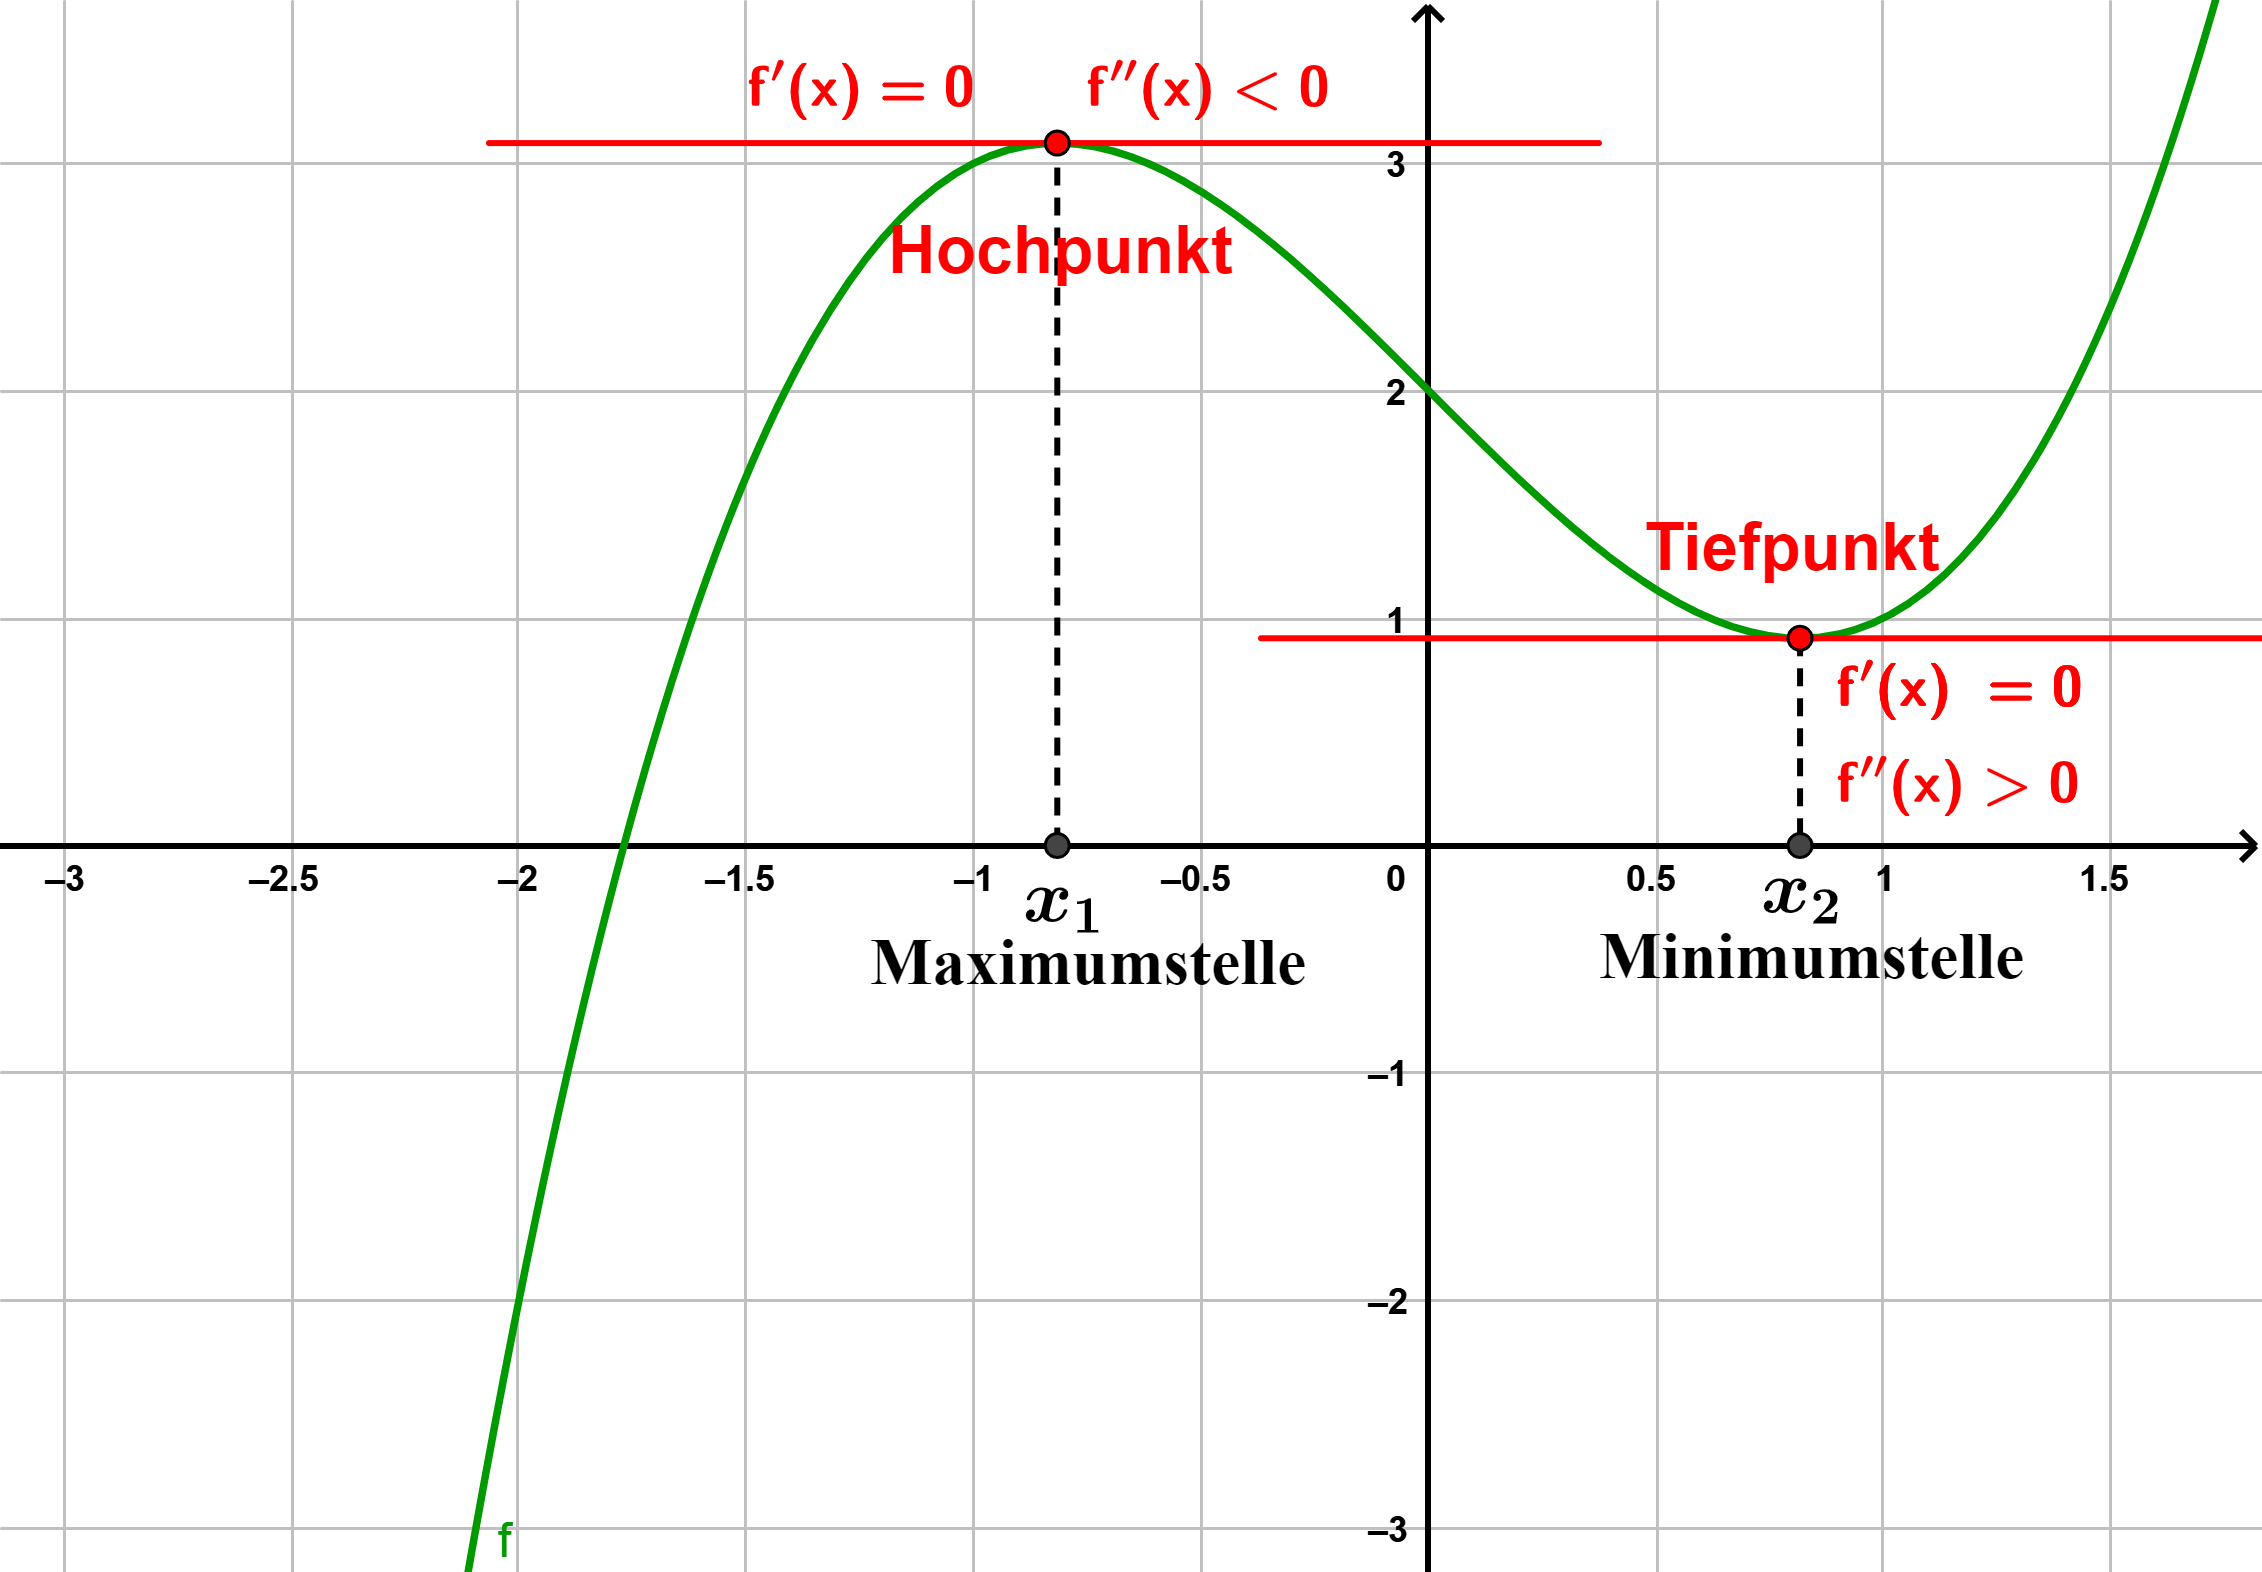 f′(x) = 0 f″(x) < 0
3
Hochpunkt
2
Tiefpunkt
1
f′(x) = 0
f″(x) > 0
–3 –2.5 –2 –1.5 –1 –0.5 0 0.5 1 1.5
x₁ x₂
Maximumstelle Minimumstelle
–1
–2
–3
f